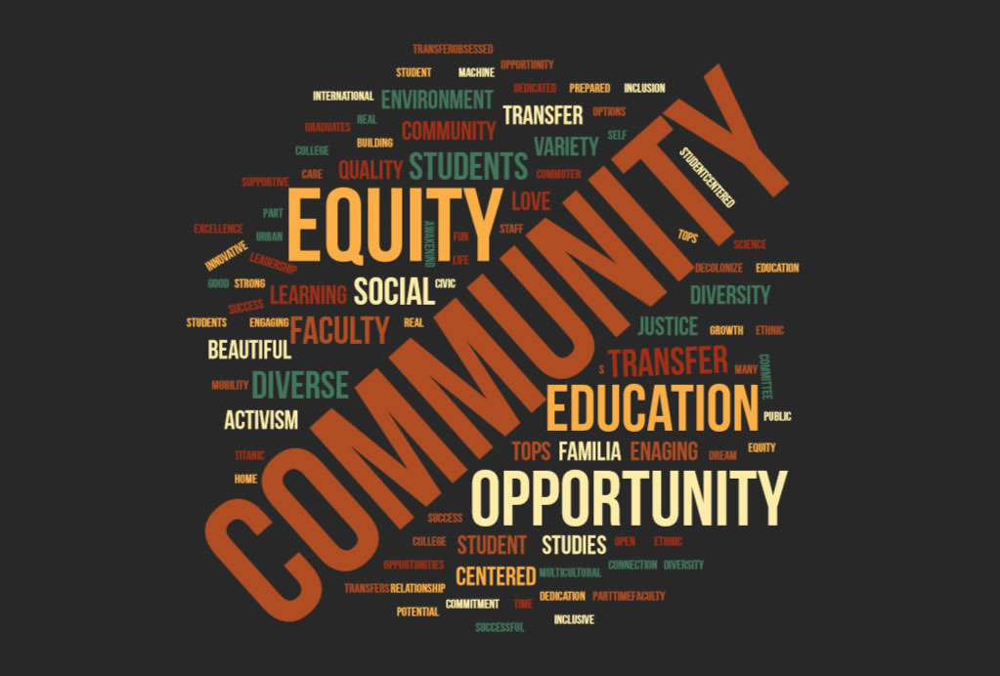 TRANSFEROBSESSED
OPPORTUNITY
STUDENT
MACHINE
DEDICATED
PREPARED
INCLUSION
INTERNATIONAL
ENVIRONMENT
TRANSFER
OPTIONS
REAL
GRADUATES
COMMUNITY
SELF
BUILDING
VARIETY
COLLEGE
STUDENTS
QUALITY
CARE
COMMUTER
SUPPORTIVE
STUDENTCENTERED
COMMUNITY
EQUITY
LOVE
PART
EXCELLENCE
URBAN
AWAKENING
FUN
STAFF
TOPS
SCIENCE
INNOVATIVE
LEADERSHIP
LIFE
DECOLONIZE
EDUCATION
GOOD
STRONG
LEARNING
SOCIAL
CIVIC
DIVERSITY
SUCCESS
STUDENTS
ENGAGING
FACULTY
REAL
JUSTICE
GROWTH
ETHNIC
BEAUTIFUL
S
TRANSFER
MANY
COMMITTEE
MOBILITY
DIVERSE
EDUCATION
PUBLIC
ACTIVISM
TOPS
FAMILIA
ENAGING
DREAM
EQUITY
TITANIC
HOME
OPPORTUNITY
SUCCESS
COLLEGE
STUDENT
STUDIES
OPEN
ETHNIC
OPPORTUNITIES
CENTERED
MULTICULTURAL
CONNECTION
DIVERSITY
TRANSFERS
RELATIONSHIP
COMMITMENT
TIME
DEDICATION
PARTTIMEFACULTY
POTENTIAL
INCLUSIVE
SUCCESSFUL